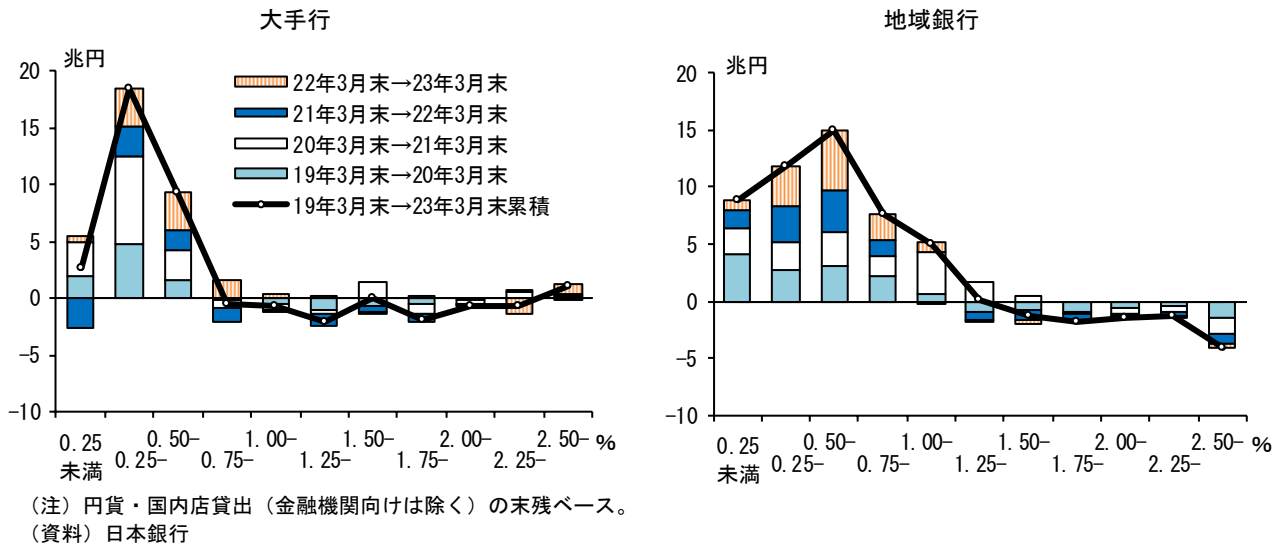 大手行
兆円
20
15
10
5
0
−5
−10
22年3月末→23年3月末
21年3月末→22年3月末
20年3月末→21年3月末
19年3月末→20年3月末
19年3月末→23年3月末累積
0.25未満
0.25−
0.50−
0.75−
1.00−
1.25−
1.50−
1.75−
2.00−
2.25−
2.50−
%
地域銀行
兆円
20
15
10
5
0
−5
−10
0.25未満
0.25−
0.50−
0.75−
1.00−
1.25−
1.50−
1.75−
2.00−
2.25−
2.50−
%
（注）円貨・国内店貸出（金融機関向けは除く）の末残ベース。
（資料）日本銀行